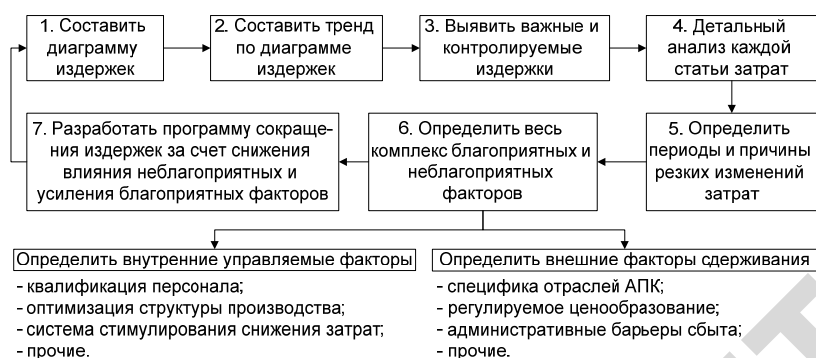 1. Составить
диаграмму
издержек
2. Составить тренд
по диаграмме
издержек
3. Выявить важные и
контролируемые
издержки
4. Детальный
анализ каждой
статьи затрат
5. Определить
периоды и причины
резких изменений
затрат
6. Определить весь
комплекс благоприятных и
неблагоприятных
факторов
7. Разработать программу сокраще-
ния издержек за счет снижения
влияния неблагоприятных и
усиления благоприятных факторов
Определить внутренние управляемые факторы
- квалификация персонала;
- оптимизация структуры производства;
- система стимулирования снижения затрат;
- прочие.
Определить внешние факторы сдерживания
- специфика отраслей АПК;
- регулируемое ценообразование;
- административные барьеры сбыта;
- прочие.